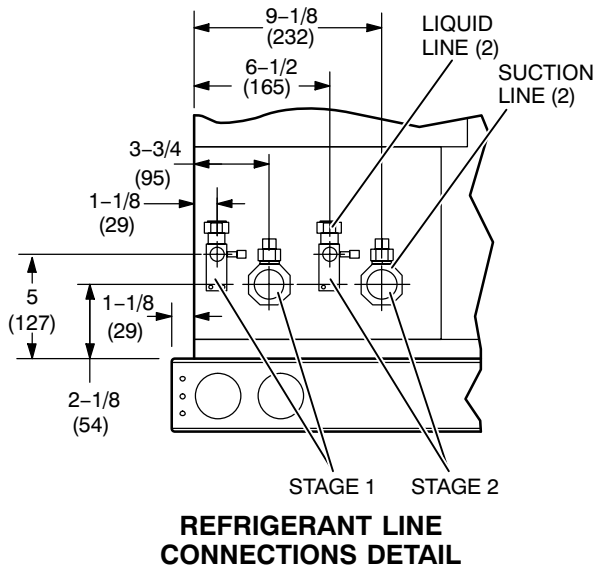 9–1/8
(232)
LIQUID
LINE (2)
6–1/2
(165)
SUCTION
LINE (2)
3–3/4
(95)
1–1/8
(29)
5
(127)
1–1/8
(29)
2–1/8
(54)
STAGE 1
STAGE 2
REFRIGERANT LINE
CONNECTIONS DETAIL